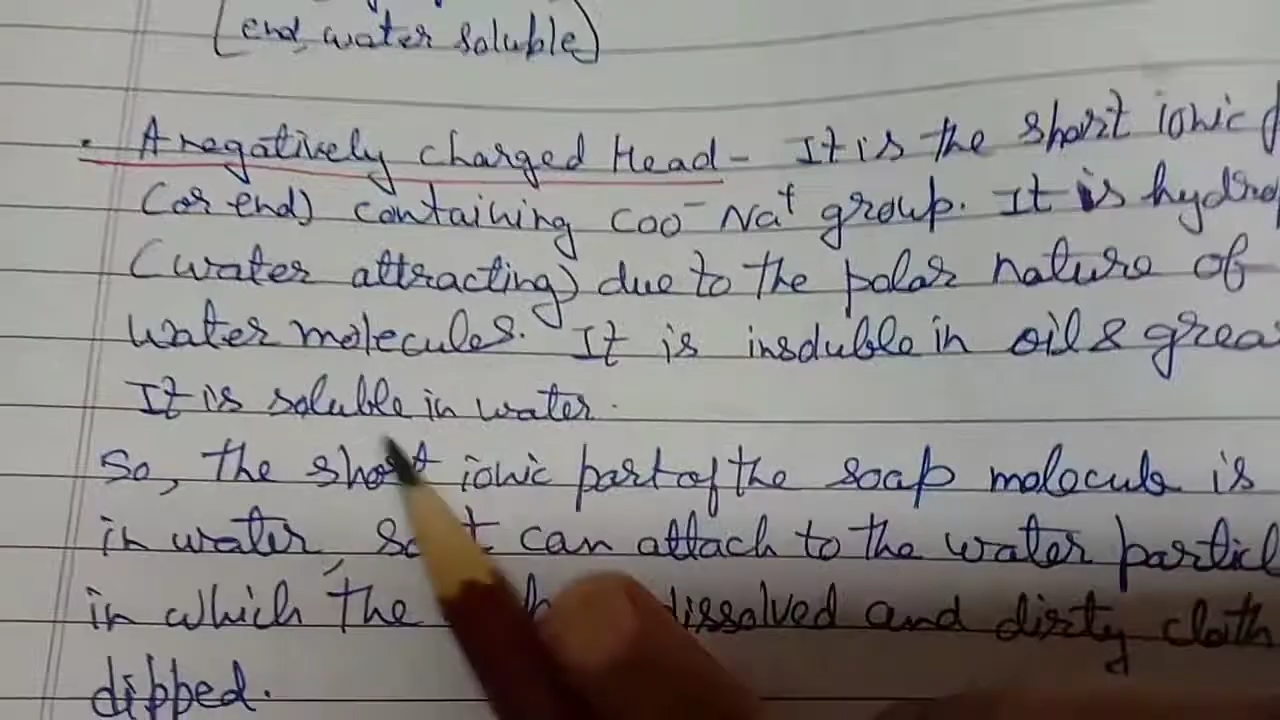 (end, water soluble)
· A negatively charged Head - It is the short ionic
(or end) containing COO⁻Na⁺ group. It is hydrop
(water attracting) due to the polar nature of
water molecules. It is insoluble in oil & grea
It is soluble in water.
So, the short ionic part of the soap molecule is
in water, so can attach to the water particl
in which the dissolved and dirty cloth
dipped.